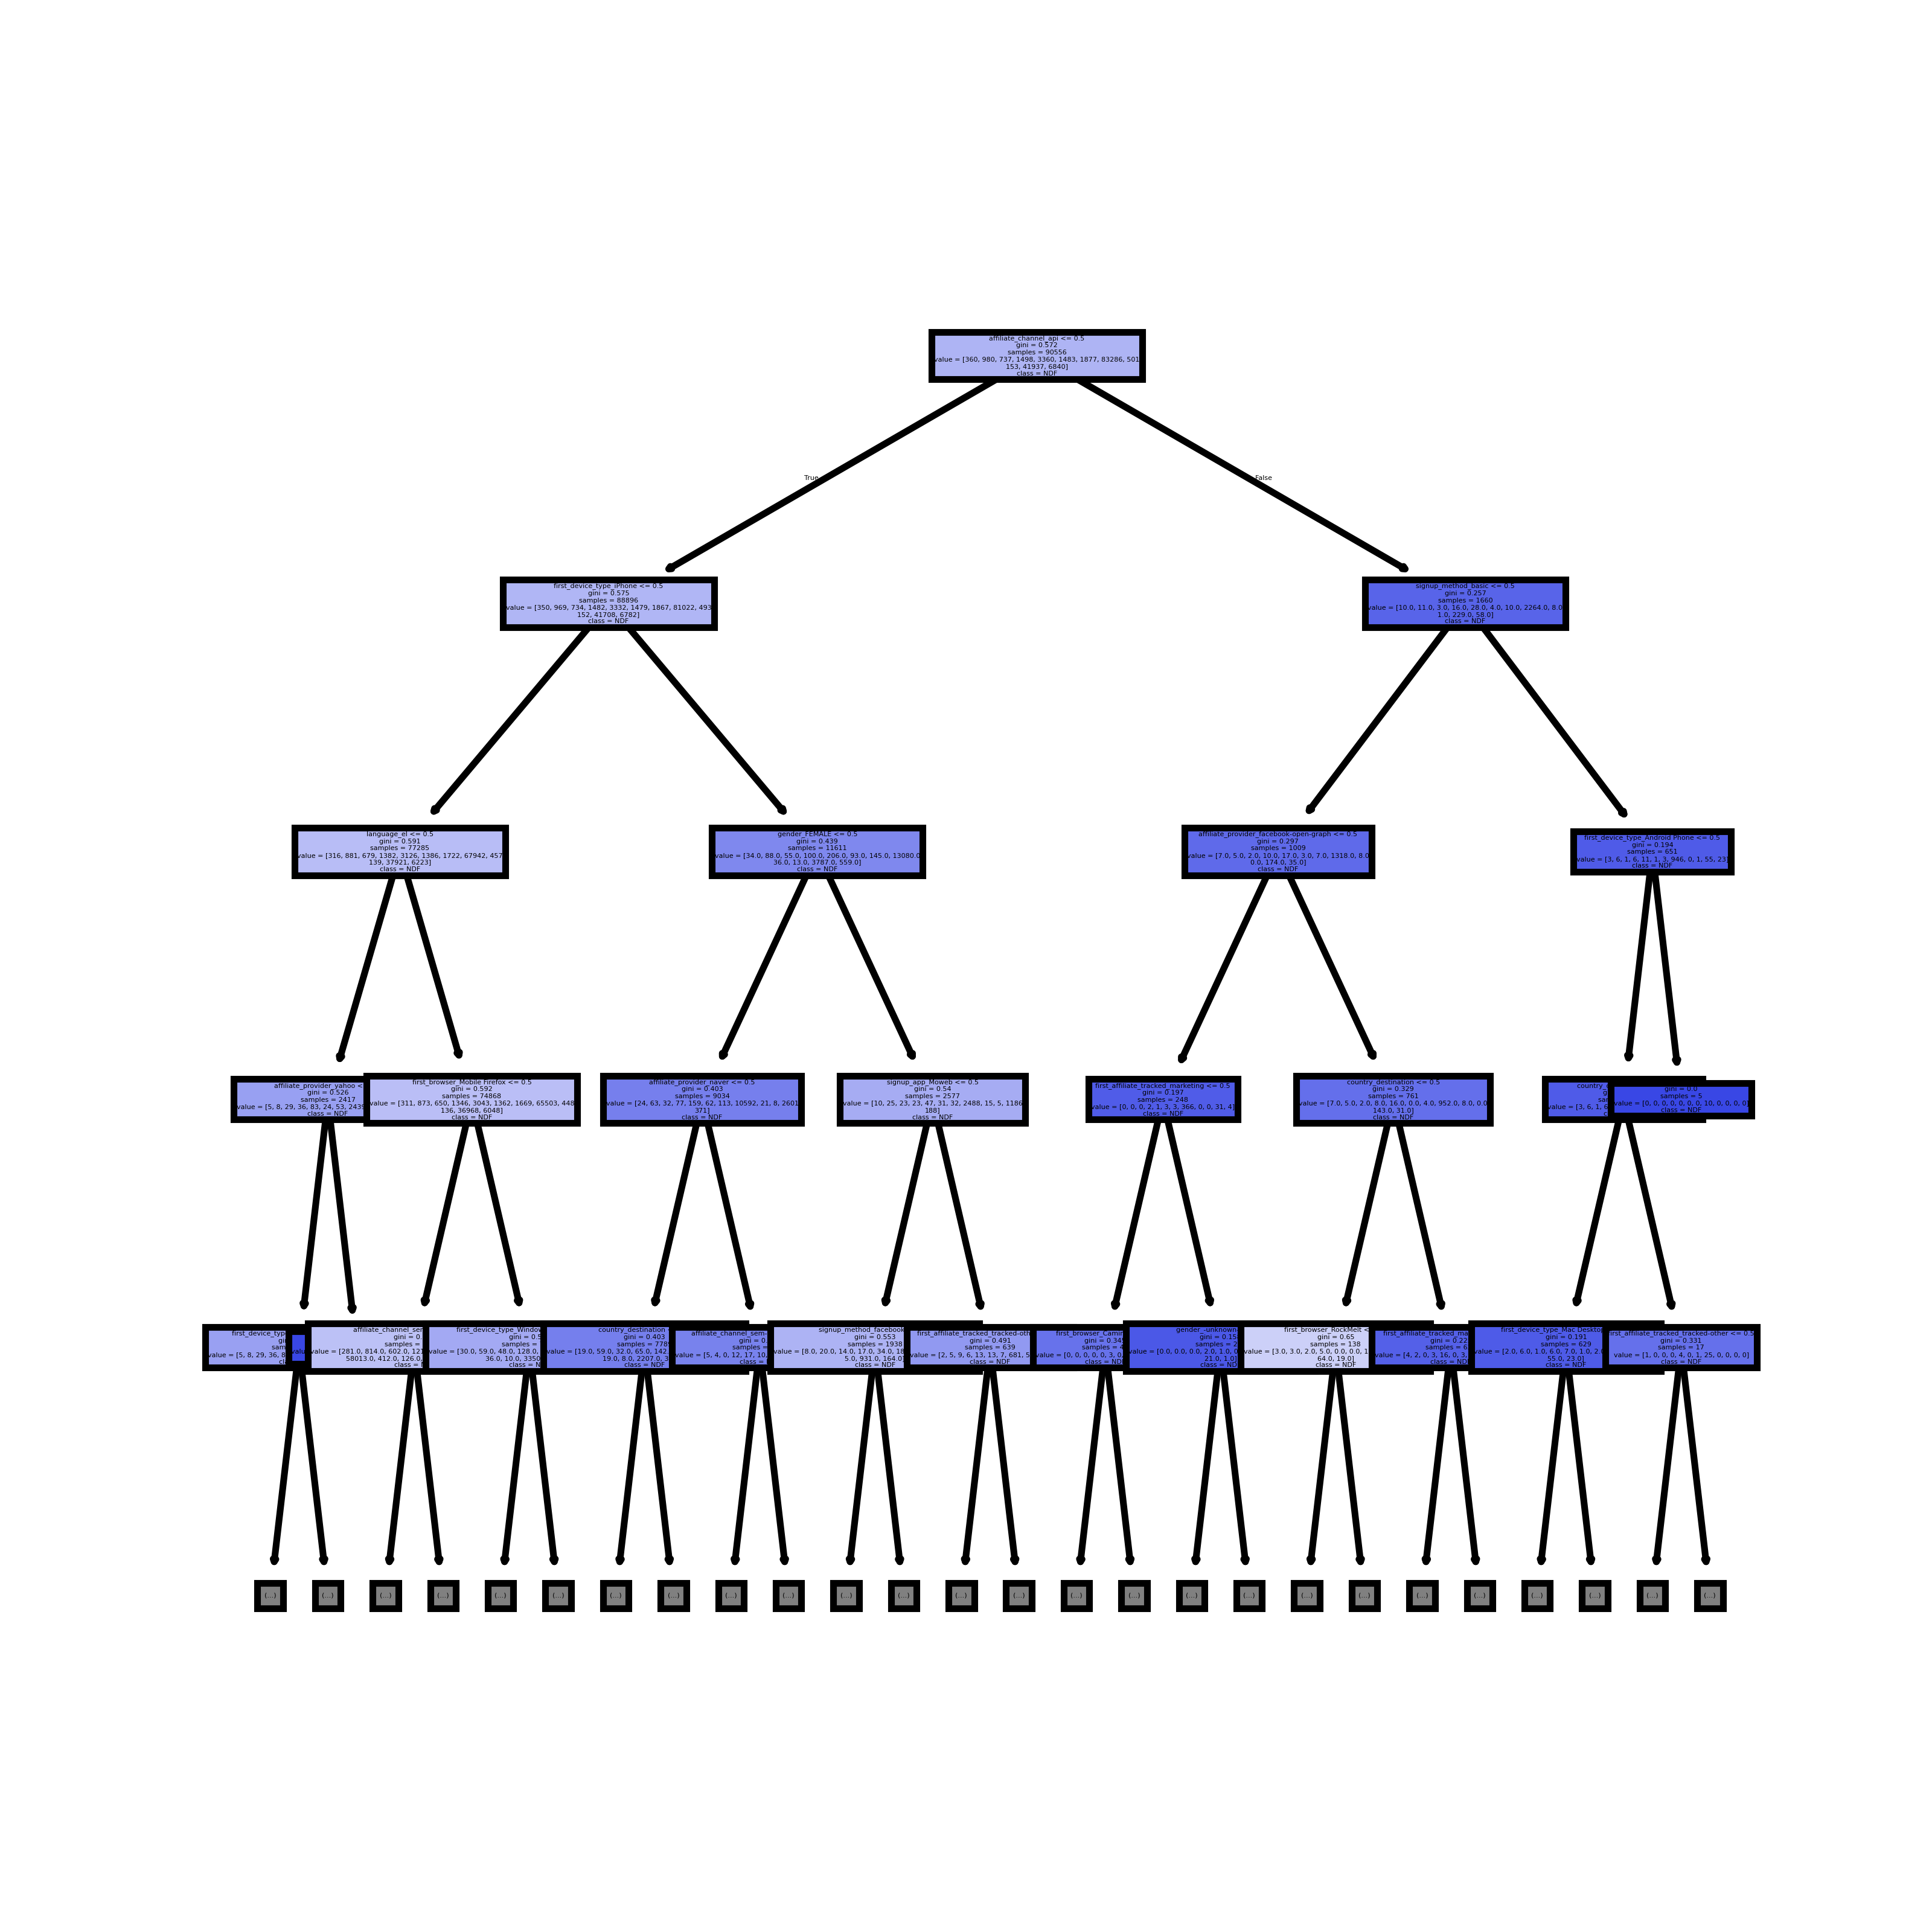 affiliate_channel_api <= 0.5
gini = 0.572
samples = 90556
value = [360, 980, 737, 1498, 3360, 1483, 1877, 83286, 501
153, 41937, 6840]
class = NDF
True
False
first_device_type_iPhone <= 0.5
gini = 0.575
samples = 88896
value = [350, 969, 734, 1482, 3332, 1479, 1867, 81022, 493
152, 41708, 6782]
class = NDF
signup_method_basic <= 0.5
gini = 0.257
samples = 1660
value = [10.0, 11.0, 3.0, 16.0, 28.0, 4.0, 10.0, 2264.0, 8.0
1.0, 229.0, 58.0]
class = NDF
language_el <= 0.5
gini = 0.591
samples = 77285
value = [316, 881, 679, 1382, 3126, 1386, 1722, 67942, 457
139, 37921, 6223]
class = NDF
gender_FEMALE <= 0.5
gini = 0.439
samples = 11611
value = [34.0, 88.0, 55.0, 100.0, 206.0, 93.0, 145.0, 13080.0
36.0, 13.0, 3787.0, 559.0]
class = NDF
affiliate_provider_facebook-open-graph <= 0.5
gini = 0.297
samples = 1009
value = [7.0, 5.0, 2.0, 10.0, 17.0, 3.0, 7.0, 1318.0, 8.0
0.0, 174.0, 35.0]
class = NDF
first_device_type_Android Phone <= 0.5
gini = 0.194
samples = 651
value = [3, 6, 1, 6, 11, 1, 3, 946, 0, 1, 55, 23]
class = NDF
affiliate_provider_yahoo <
gini = 0.526
samples = 2417
value = [5, 8, 29, 36, 83, 24, 53, 2439
class = NDF
first_browser_Mobile Firefox <= 0.5
gini = 0.592
samples = 74868
value = [311, 873, 650, 1346, 3043, 1362, 1669, 65503, 448
136, 36968, 6048]
class = NDF
affiliate_provider_naver <= 0.5
gini = 0.403
samples = 9034
value = [24, 63, 32, 77, 159, 62, 113, 10592, 21, 8, 2601
371]
class = NDF
signup_app_Moweb <= 0.5
gini = 0.54
samples = 2577
value = [10, 25, 23, 23, 47, 31, 32, 2488, 15, 5, 1186
188]
class = NDF
first_affiliate_tracked_marketing <= 0.5
gini = 0.197
samples = 248
value = [0, 0, 0, 2, 1, 3, 3, 366, 0, 0, 31, 4]
class = NDF
country_destination <= 0.5
gini = 0.329
samples = 761
value = [7.0, 5.0, 2.0, 8.0, 16.0, 0.0, 4.0, 952.0, 8.0, 0.0
143.0, 31.0]
class = NDF
country_
value = [3, 6, 1, 6
gini = 0.0
samples = 5
value = [0, 0, 0, 0, 0, 0, 0, 10, 0, 0, 0, 0]
class = NDF
first_device_type
value = [5, 8, 29, 36, 8
affiliate_channel_se
gini = 0.
samples =
value = [281.0, 814.0, 602.0, 121
58013.0, 412.0, 126.0
class =
first_device_type_Window
gini = 0.5
samples =
value = [30.0, 59.0, 48.0, 128.0,
36.0, 10.0, 3350
class = N
country_destination
gini = 0.403
samples = 778
value = [19.0, 59.0, 32.0, 65.0, 142
19.0, 8.0, 2207.0, 3
class = NDF
affiliate_channel_sem
gini = 0.
samples =
value = [5, 4, 0, 12, 17, 10,
class =
signup_method_facebook
gini = 0.553
samples = 1938
value = [8.0, 20.0, 14.0, 17.0, 34.0, 18
5.0, 931.0, 164.0]
class = NDF
first_affiliate_tracked_tracked-oth
gini = 0.491
samples = 639
value = [2, 5, 9, 6, 13, 13, 7, 681, 5
class = NDF
first_browser_Camin
gini = 0.34
samples = 4
value = [0, 0, 0, 0, 0, 3, 0,
class = NDF
gender_-unknown
gini = 0.15
samples = 2
value = [0.0, 0.0, 0.0, 2.0, 1.0, 0
21.0, 1.0]
class = ND
first_browser_RockMelt <
gini = 0.65
samples = 138
value = [3.0, 3.0, 2.0, 5.0, 0.0, 0.0, 1
64.0, 19.0]
class = NDF
first_affiliate_tracked_ma
gini = 0.22
samples = 6
value = [4, 2, 0, 3, 16, 0, 3,
class = ND
first_device_type_Mac Deskto
gini = 0.191
samples = 629
value = [2.0, 6.0, 1.0, 6.0, 7.0, 1.0, 2.
55.0, 23.0]
class = NDF
first_affiliate_tracked_tracked-other <= 0.5
gini = 0.331
samples = 17
value = [1, 0, 0, 0, 4, 0, 1, 25, 0, 0, 0, 0]
class = NDF
(...) (...) (...) (...) (...) (...) (...) (...) (...) (...) (...) (...) (...) (...) (...) (...) (...) (...) (...) (...) (...) (...) (...) (...) (...) (...)